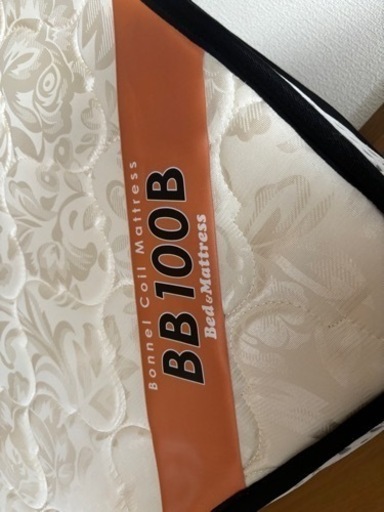 Bonnel Coil Mattress
BB100B
Bed & Mattress